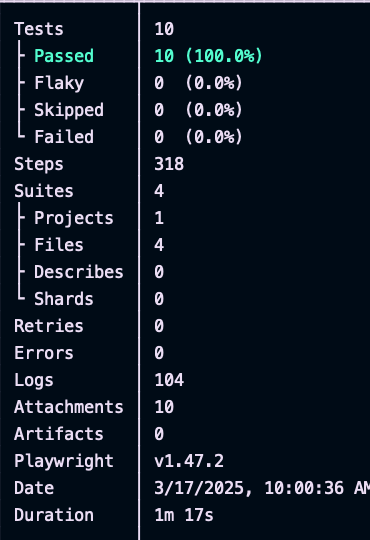 Tests 10
Passed 10 (100.0%)
Flaky 0 (0.0%)
Skipped 0 (0.0%)
Failed 0 (0.0%)
Steps 318
Suites 4
Projects 1
Files 4
Describes 0
Shards 0
Retries 0
Errors 0
Logs 104
Attachments 10
Artifacts 0
Playwright v1.47.2
Date 3/17/2025, 10:00:36 AM
Duration 1m 17s